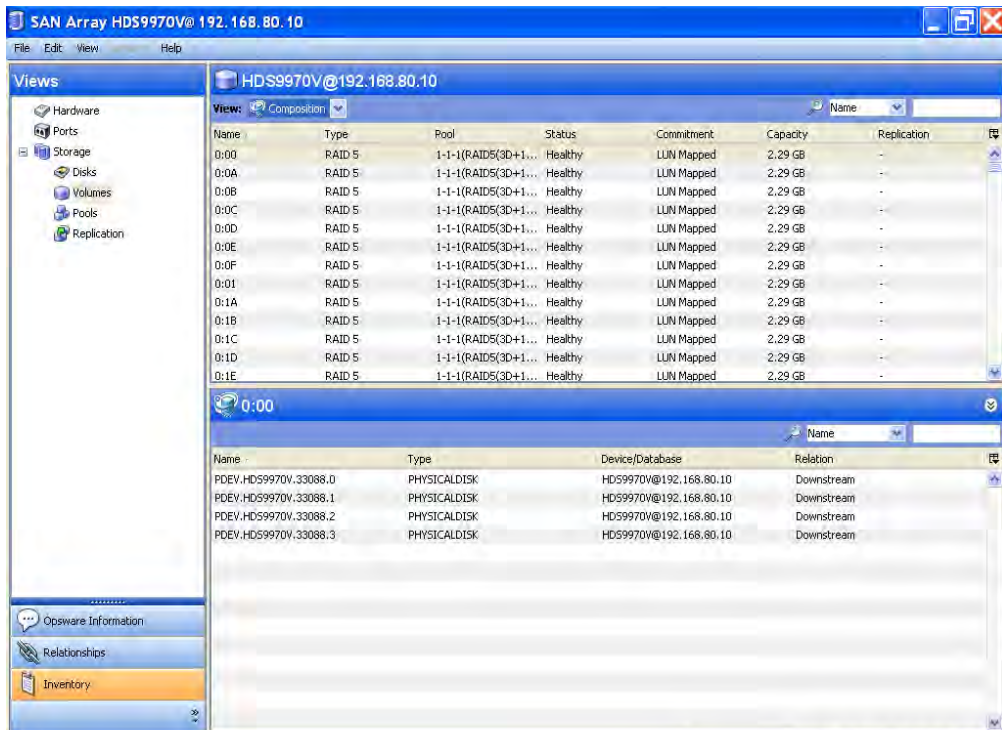 SAN Array HDS9970V@ 192.168.80.10
File Edit View Help
Views
Hardware
Ports
Storage
Disks
Volumes
Pools
Replication
Opsware Information
Relationships
Inventory
HDS9970V@192.168.80.10
View: Composition Name
Name Type Pool Status Commitment Capacity Replication
0:00 RAID 5 1-1-1(RAID5(3D+1... Healthy LUN Mapped 2.29 GB -
0:0A RAID 5 1-1-1(RAID5(3D+1... Healthy LUN Mapped 2.29 GB -
0:0B RAID 5 1-1-1(RAID5(3D+1... Healthy LUN Mapped 2.29 GB -
0:0C RAID 5 1-1-1(RAID5(3D+1... Healthy LUN Mapped 2.29 GB -
0:0D RAID 5 1-1-1(RAID5(3D+1... Healthy LUN Mapped 2.29 GB -
0:0E RAID 5 1-1-1(RAID5(3D+1... Healthy LUN Mapped 2.29 GB -
0:0F RAID 5 1-1-1(RAID5(3D+1... Healthy LUN Mapped 2.29 GB -
0:01 RAID 5 1-1-1(RAID5(3D+1... Healthy LUN Mapped 2.29 GB -
0:1A RAID 5 1-1-1(RAID5(3D+1... Healthy LUN Mapped 2.29 GB -
0:1B RAID 5 1-1-1(RAID5(3D+1... Healthy LUN Mapped 2.29 GB -
0:1C RAID 5 1-1-1(RAID5(3D+1... Healthy LUN Mapped 2.29 GB -
0:1D RAID 5 1-1-1(RAID5(3D+1... Healthy LUN Mapped 2.29 GB -
0:1E RAID 5 1-1-1(RAID5(3D+1... Healthy LUN Mapped 2.29 GB -
0:00
Name
Name Type Device/Database Relation
PDEV.HDS9970V.33088.0 PHYSICALDISK HDS9970V@192.168.80.10 Downstream
PDEV.HDS9970V.33088.1 PHYSICALDISK HDS9970V@192.168.80.10 Downstream
PDEV.HDS9970V.33088.2 PHYSICALDISK HDS9970V@192.168.80.10 Downstream
PDEV.HDS9970V.33088.3 PHYSICALDISK HDS9970V@192.168.80.10 Downstream